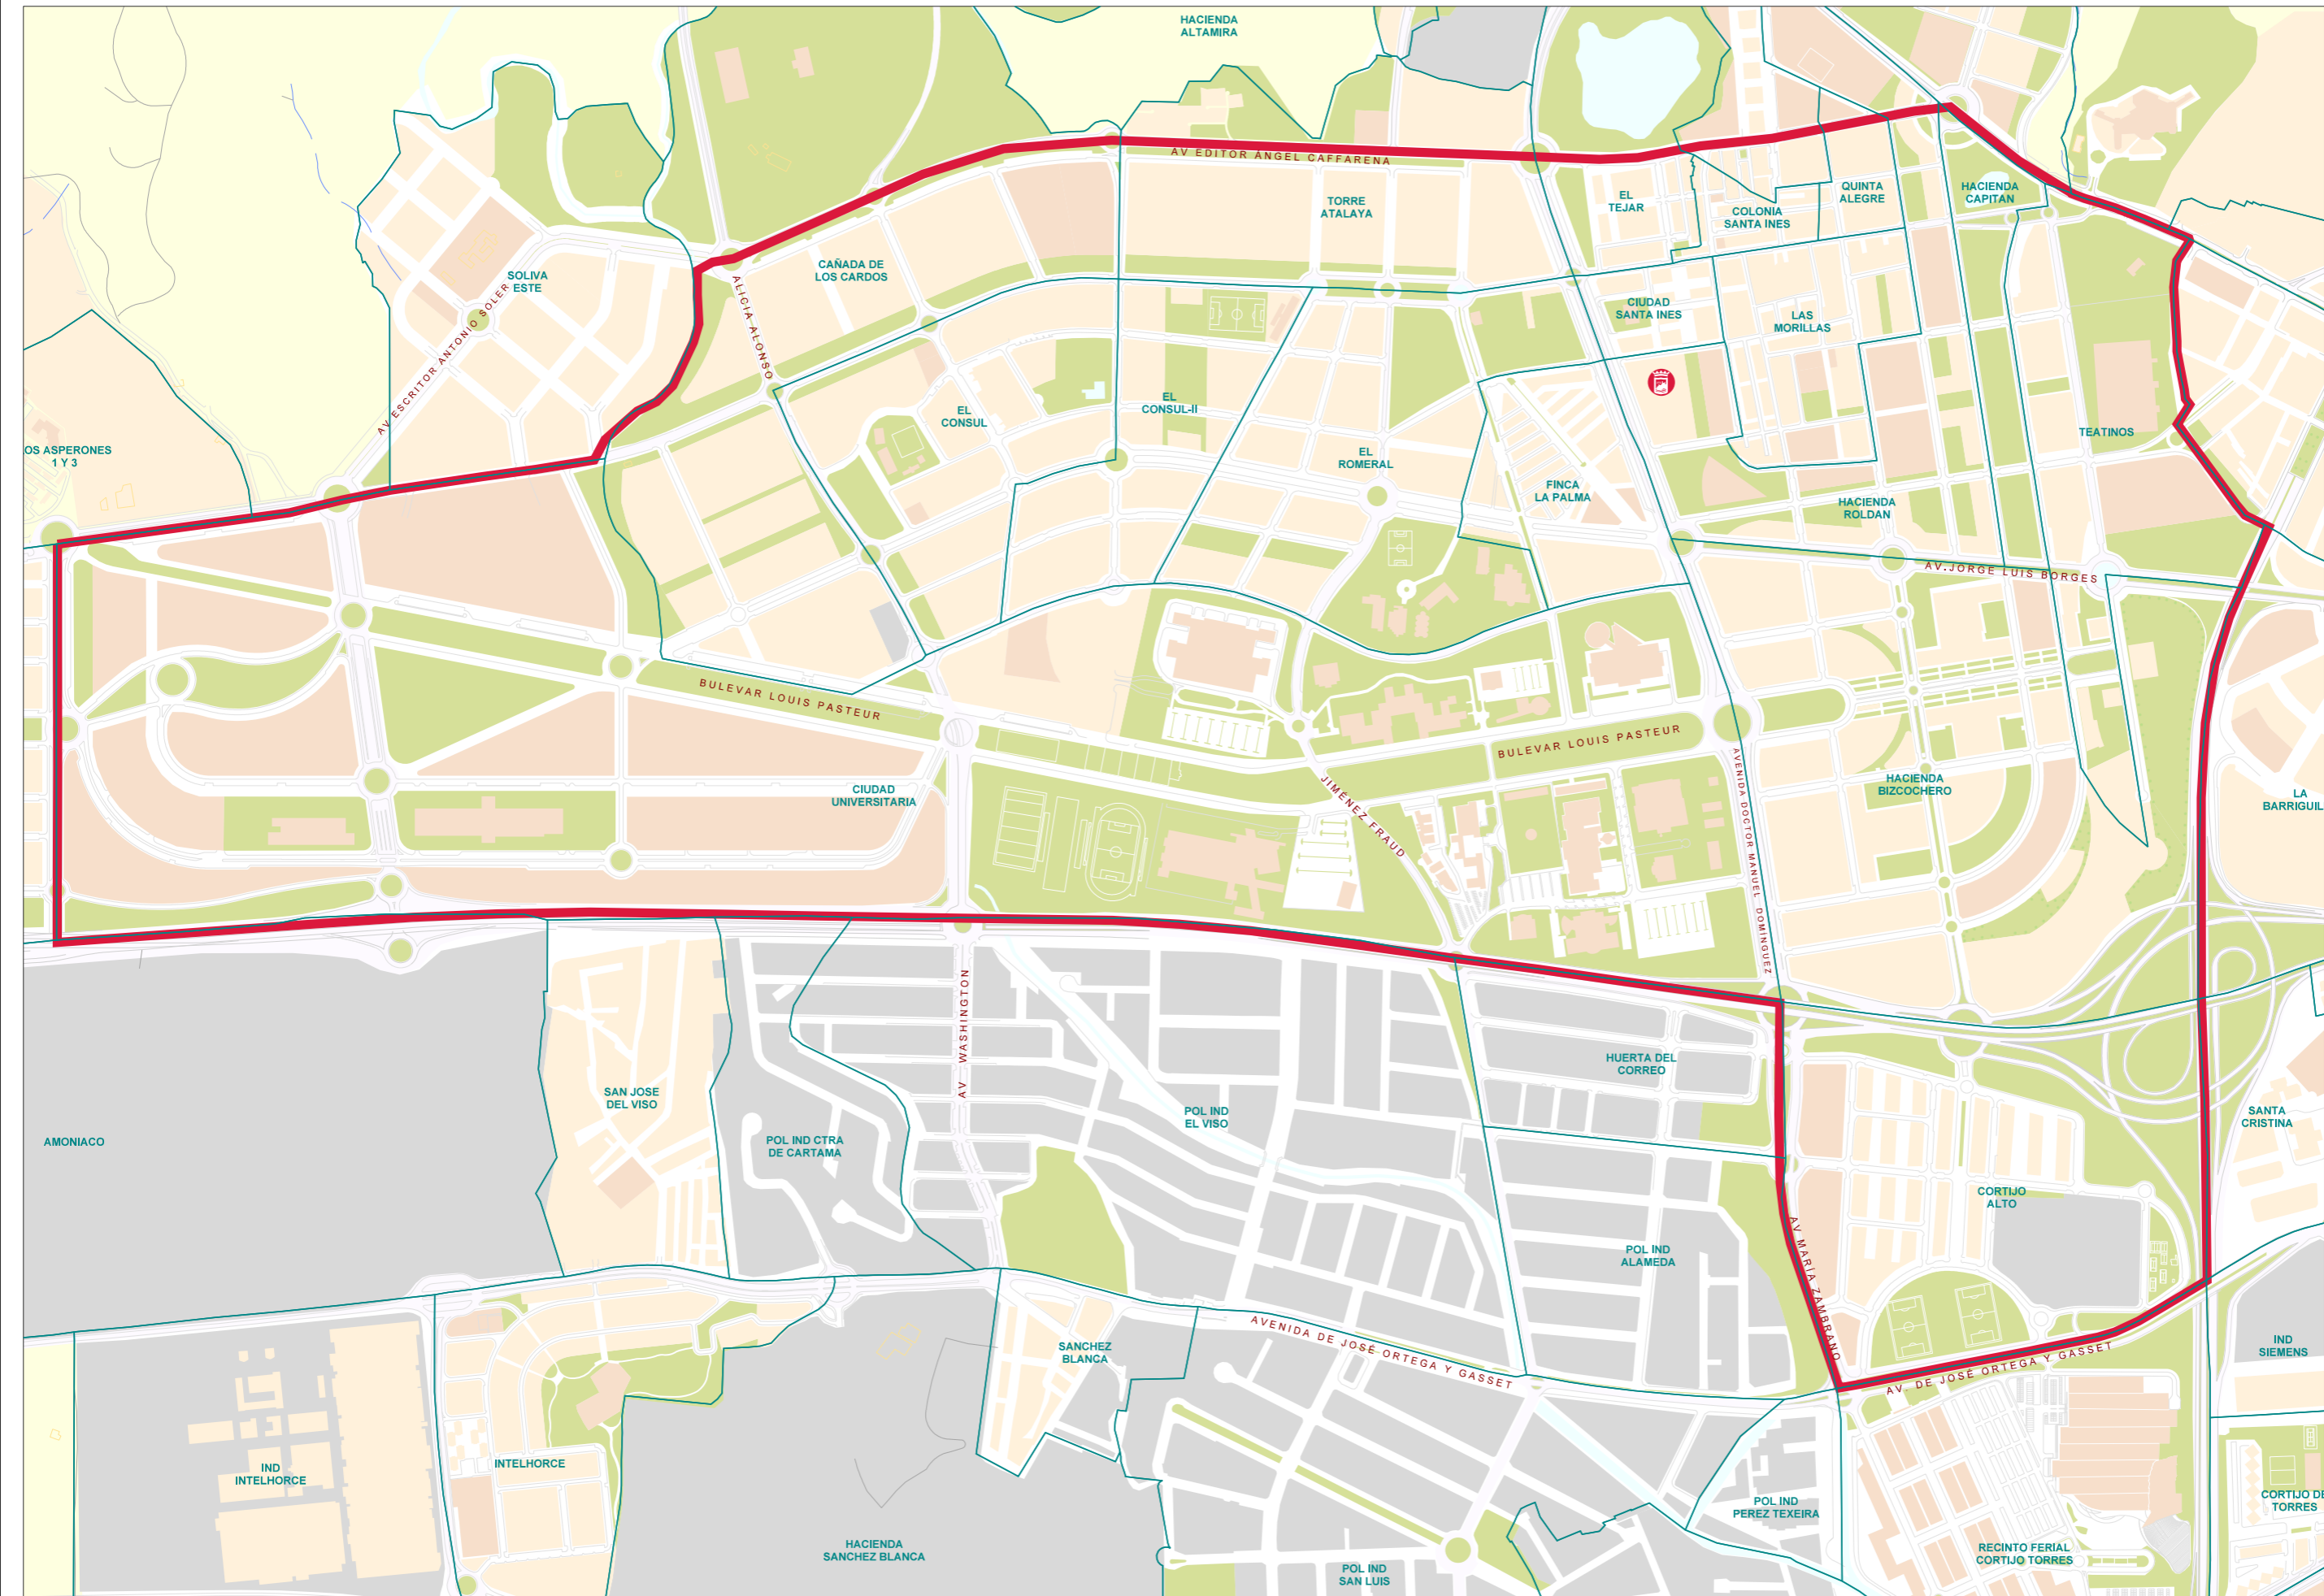 HACIENDA
ALTAMIRA
AV EDITOR ANGEL CAFFARENA
TORRE
ATALAYA
EL
TEJAR
COLONIA
SANTA INES
QUINTA
ALEGRE
HACIENDA
CAPITAN
SOLIVA
ESTE
CAÑADA DE
LOS CARDOS
ALICIA ALONSO
AV ESCRITOR ANTONIO SOLER
CIUDAD
SANTA INES
LAS
MORILLAS
EL
CONSUL
EL
CONSUL-II
TEATINOS
OS ASPERONES
1 Y 3
EL
ROMERAL
FINCA
LA PALMA
HACIENDA
ROLDAN
AV.JORGE LUIS BORGES
BULEVAR LOUIS PASTEUR
BULEVAR LOUIS PASTEUR
JIMÉNEZ FRAUD
AVENIDA DOCTOR MANUEL DOMÍNGUEZ
CIUDAD
UNIVERSITARIA
HACIENDA
BIZCOCHERO
LA
BARRIGUIL
AV WASHINGTON
HUERTA DEL
CORREO
SAN JOSE
DEL VISO
POL IND
EL VISO
SANTA
CRISTINA
AMONIACO
POL IND CTRA
DE CARTAMA
CORTIJO
ALTO
POL IND
ALAMEDA
AV MARÍA ZAMBRANO
AVENIDA DE JOSÉ ORTEGA Y GASSET
SANCHEZ
BLANCA
AV. DE JOSÉ ORTEGA Y GASSET
IND
SIEMENS
IND
INTELHORCE
INTELHORCE
POL IND
PEREZ TEXEIRA
CORTIJO DE
TORRES
HACIENDA
SANCHEZ BLANCA
RECINTO FERIAL
CORTIJO TORRES
POL IND
SAN LUIS